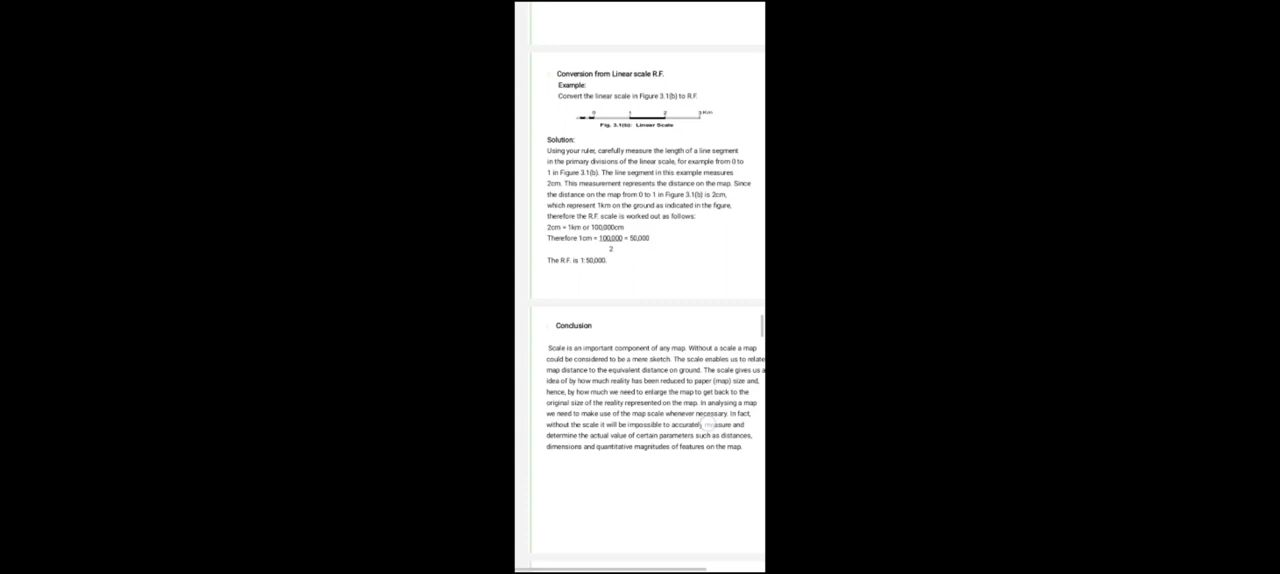 Conversion from Linear scale R.F.
Example:
Convert the linear scale in Figure 3.1(b) to R.F.
0 1 2 3 Km
Fig. 3.1(b): Linear Scale
Solution:
Using your ruler, carefully measure the length of a line segment
in the primary divisions of the linear scale, for example from 0 to
1 in Figure 3.1(b). The line segment in this example measures
2cm. This measurement represents the distance on the map. Since
the distance on the map from 0 to 1 in Figure 3.1(b) is 2cm,
which represent 1km on the ground as indicated in the figure,
therefore the R.F. scale is worked out as follows:
2cm = 1km or 100,000cm
Therefore 1cm = 100,000 = 50,000
2
The R.F. is 1:50,000.
Conclusion
Scale is an important component of any map. Without a scale a map
could be considered to be a mere sketch. The scale enables us to relate
map distance to the equivalent distance on ground. The scale gives us a
idea of by how much reality has been reduced to paper (map) size and,
hence, by how much we need to enlarge the map to get back to the
original size of the reality represented on the map. In analysing a map
we need to make use of the map scale whenever necessary. In fact,
without the scale it will be impossible to accurately measure and
determine the actual value of certain parameters such as distances,
dimensions and quantitative magnitudes of features on the map.